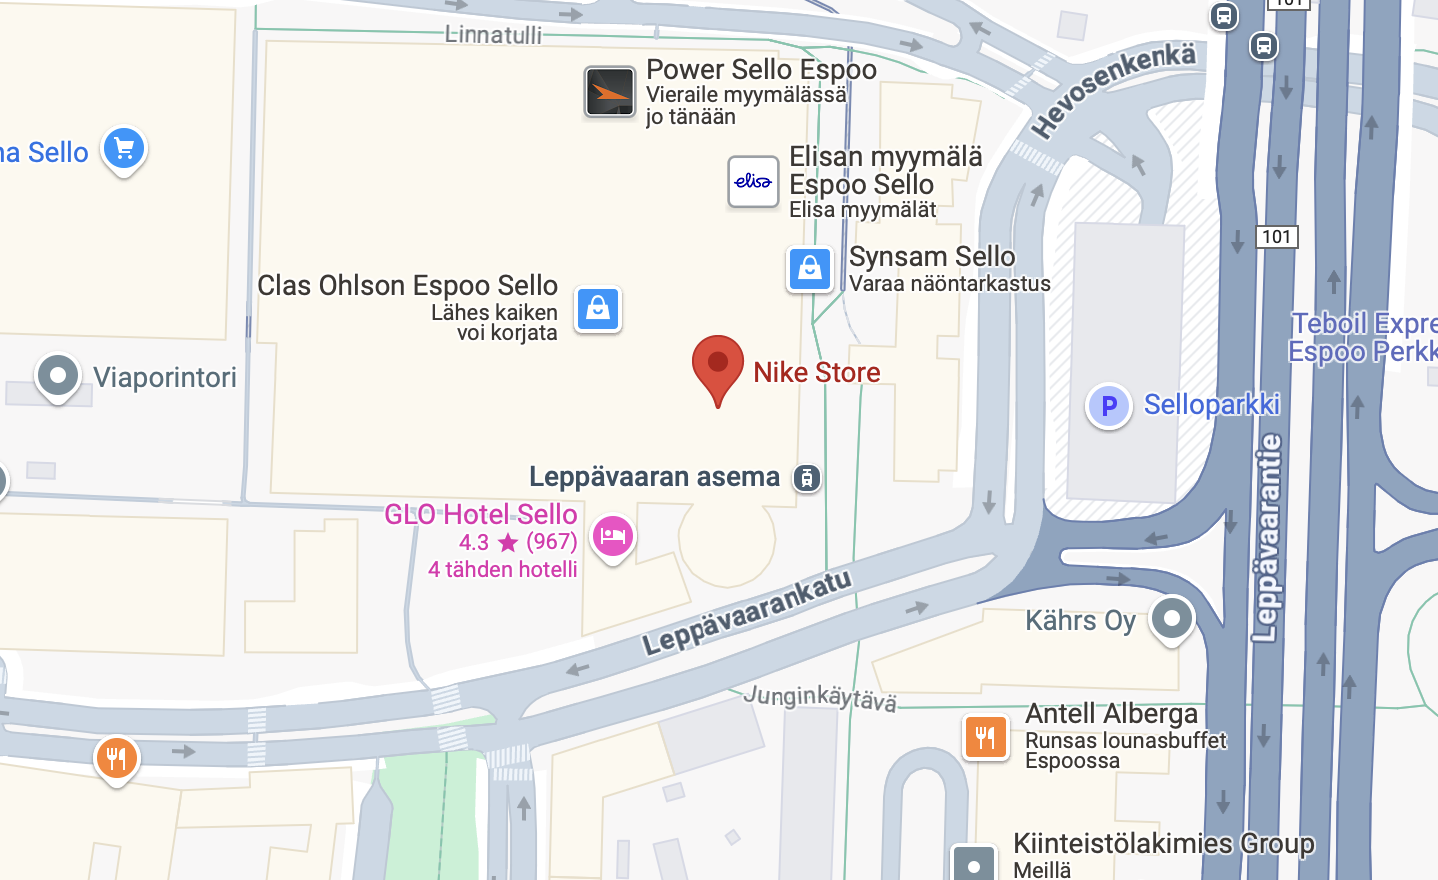 101
Linnatulli
Hevosenkenkä
Power Sello Espoo
Vieraile myymälässä
jo tänään
na Sello
Elisan myymälä
Espoo Sello
Elisa myymälät
elisa
101
Synsam Sello
Varaa näöntarkastus
Clas Ohlson Espoo Sello
Lähes kaiken
voi korjata
Teboil Expre
Espoo Perkk
Viaporintori
Nike Store
P
Selloparkki
Leppävaaran asema
Leppävaarantie
GLO Hotel Sello
4.3 ★ (967)
4 tähden hotelli
Leppävaarankatu
Kährs Oy
Junginkäytävä
Antell Alberga
Runsas lounasbuffet
Espoossa
Kiinteistölakimies Group
Meillä